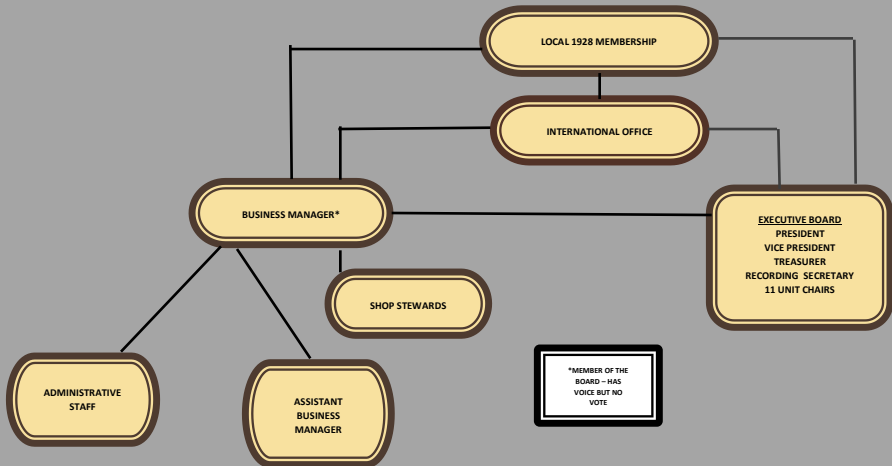 LOCAL 1928 MEMBERSHIP
INTERNATIONAL OFFICE
BUSINESS MANAGER*
EXECUTIVE BOARD
PRESIDENT
VICE PRESIDENT
TREASURER
RECORDING SECRETARY
11 UNIT CHAIRS
SHOP STEWARDS
*MEMBER OF THE
BOARD – HAS
VOICE BUT NO
VOTE
ADMINISTRATIVE
STAFF
ASSISTANT
BUSINESS
MANAGER